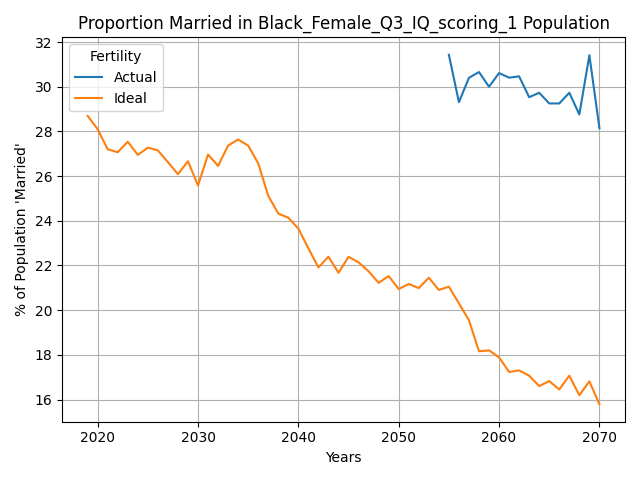 Proportion Married in Black_Female_Q3_IQ_scoring_1 Population
Fertility
Actual
Ideal
% of Population 'Married'
32
30
28
26
24
22
20
18
16
2020 2030 2040 2050 2060 2070
Years